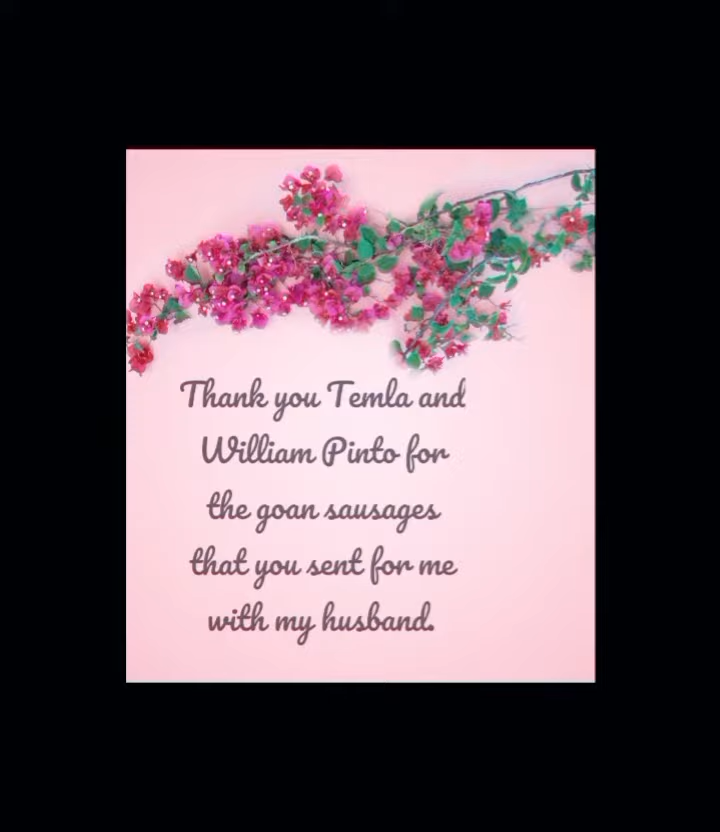 Thank you Temla and
William Pinto for
the goan sausages
that you sent for me
with my husband.